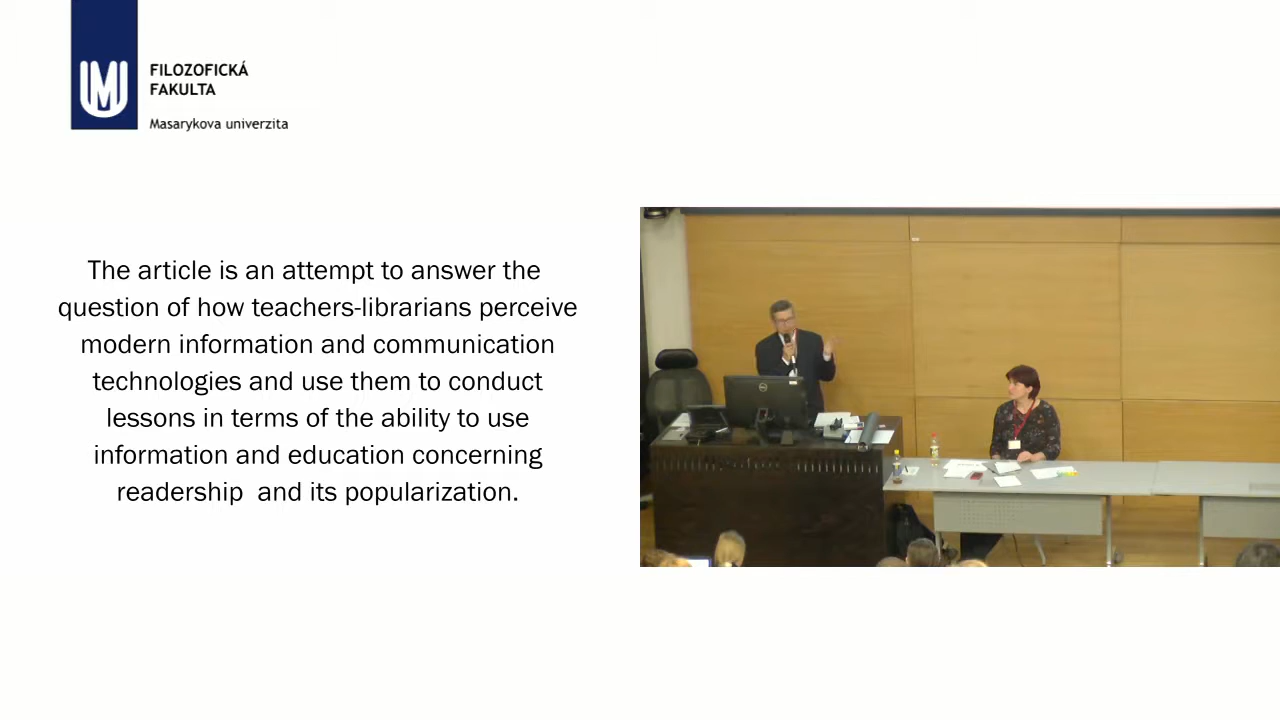 FILOZOFICKÁ
FAKULTA
Masarykova univerzita
The article is an attempt to answer the
question of how teachers-librarians perceive
modern information and communication
technologies and use them to conduct
lessons in terms of the ability to use
information and education concerning
readership  and its popularization.